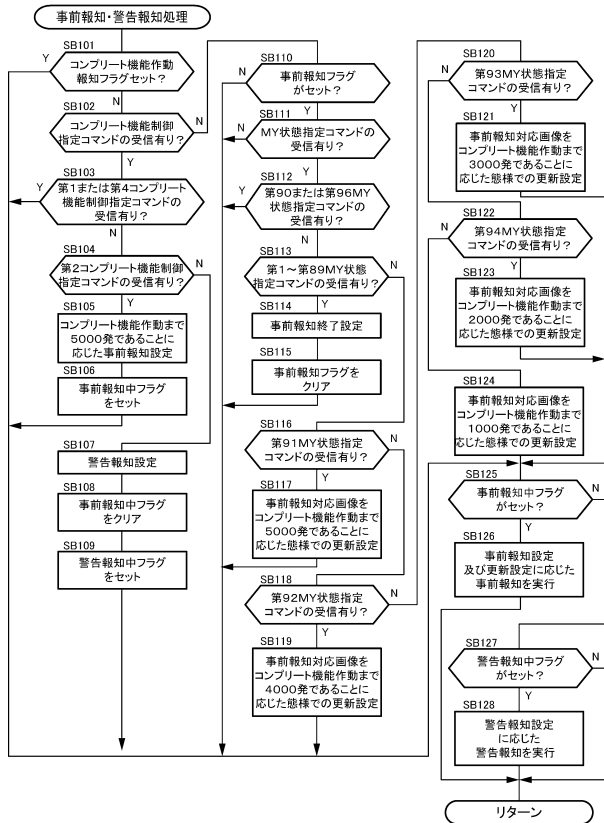 事前報知・警告報知処理
SB101
コンプリート機能作動
報知フラグセット?
Y
N
SB102
コンプリート機能制御
指定コマンドの受信有り?
N
Y
SB103
第1または第4コンプリート
機能制御指定コマンドの
受信有り?
Y
N
SB104
第2コンプリート機能制御
指定コマンドの受信有り?
N
Y
SB105
コンプリート機能作動まで
5000発であることに
応じた事前報知設定
SB106
事前報知中フラグ
をセット
SB107
警告報知設定
SB108
事前報知中フラグ
をクリア
SB109
警告報知中フラグ
をセット
SB110
事前報知フラグ
がセット?
N
Y
SB111
MY状態指定コマンドの
受信有り?
N
Y
SB112
第90または第96MY
状態指定コマンドの
受信有り?
Y
N
SB113
第1~第89MY状態
指定コマンドの受信有り?
N
Y
SB114
事前報知終了設定
SB115
事前報知フラグを
クリア
SB116
第91MY状態指定
コマンドの受信有り?
N
Y
SB117
事前報知対応画像を
コンプリート機能作動まで
5000発であることに
応じた態様での更新設定
SB118
第92MY状態指定
コマンドの受信有り?
N
Y
SB119
事前報知対応画像を
コンプリート機能作動まで
4000発であることに
応じた態様での更新設定
SB120
第93MY状態指定
コマンドの受信有り?
N
Y
SB121
事前報知対応画像を
コンプリート機能作動まで
3000発であることに
応じた態様での更新設定
SB122
第94MY状態指定
コマンドの受信有り?
N
Y
SB123
事前報知対応画像を
コンプリート機能作動まで
2000発であることに
応じた態様での更新設定
SB124
事前報知対応画像を
コンプリート機能作動まで
1000発であることに
応じた態様での更新設定
SB125
事前報知中フラグ
がセット?
N
Y
SB126
事前報知設定
及び更新設定に応じた
事前報知を実行
SB127
警告報知中フラグ
がセット?
N
Y
SB128
警告報知設定
に応じた
警告報知を実行
リターン